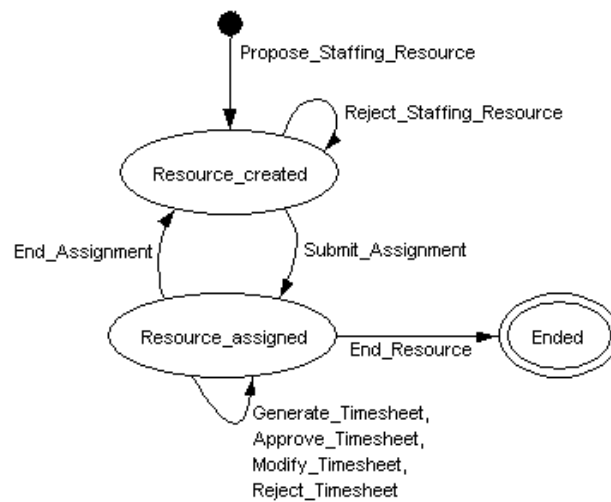 Propose_Staffing_Resource
Reject_Staffing_Resource
Resource_created
End_Assignment
Submit_Assignment
Resource_assigned
End_Resource
Ended
Generate_Timesheet,
Approve_Timesheet,
Modify_Timesheet,
Reject_Timesheet